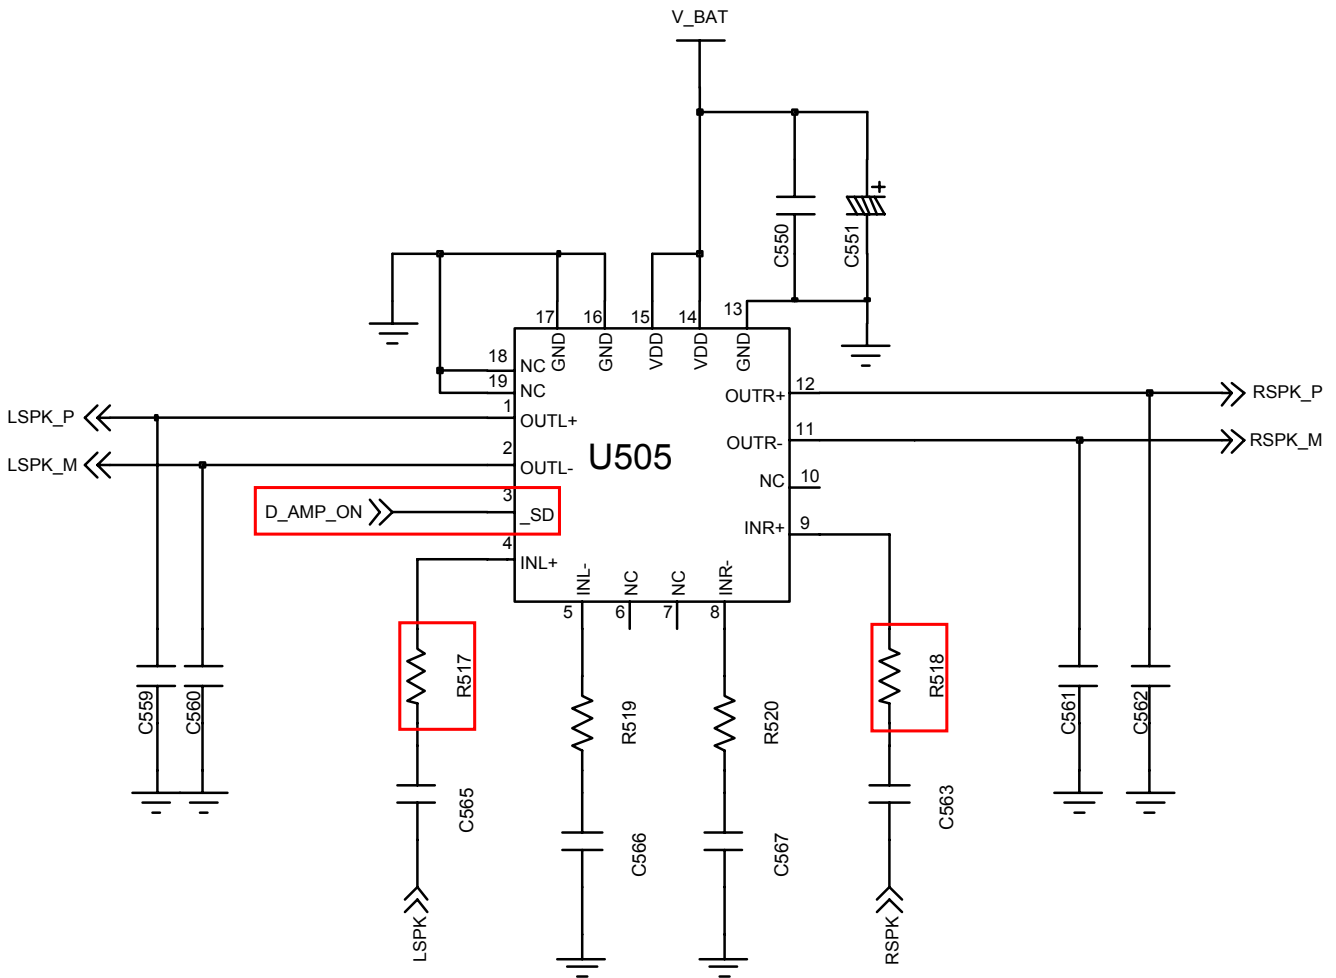 V_BAT
C550
C551
+
17
16
15
14
13
GND
GND
VDD
VDD
GND
18
NC
19
NC
1
LSPK_P
OUTL+
2
LSPK_M
OUTL-
3
D_AMP_ON
_SD
4
INL+
U505
12
OUTR+
RSPK_P
11
OUTR-
RSPK_M
10
NC
9
INR+
INL-
NC
NC
INR-
5
6
7
8
C559
C560
R517
R519
R520
R518
C561
C562
C565
C566
C567
C563
LSPK
RSPK